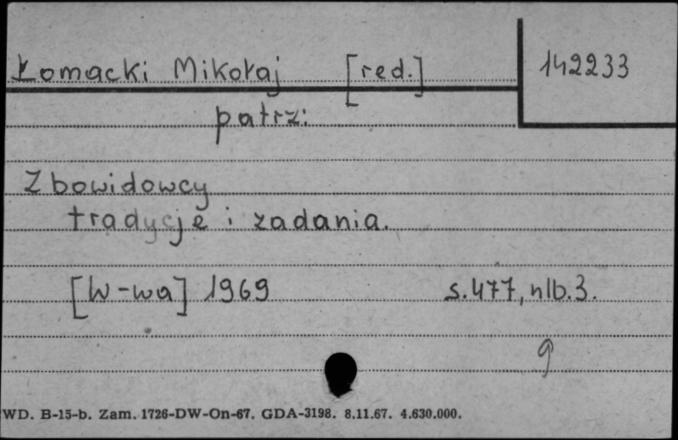 Łomacki Mikołaj [red.] 142233
patrz:
Zbowidowcy
tradycje i zadania.
[W-wa] 1969 s.477, nlb.3.
WD. B-15-b. Zam. 1726-DW-On-67. GDA-3198. 8.11.67. 4.630.000.